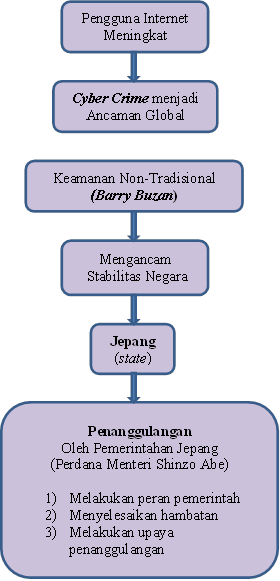 Pengguna Internet
Meningkat
Cyber Crime menjadi
Ancaman Global
Keamanan Non-Tradisional
(Barry Buzan)
Mengancam
Stabilitas Negara
Jepang
(state)
Penanggulangan
Oleh Pemerintahan Jepang
(Perdana Menteri Shinzo Abe)
1) Melakukan peran pemerintah
2) Menyelesaikan hambatan
3) Melakukan upaya
penanggulangan